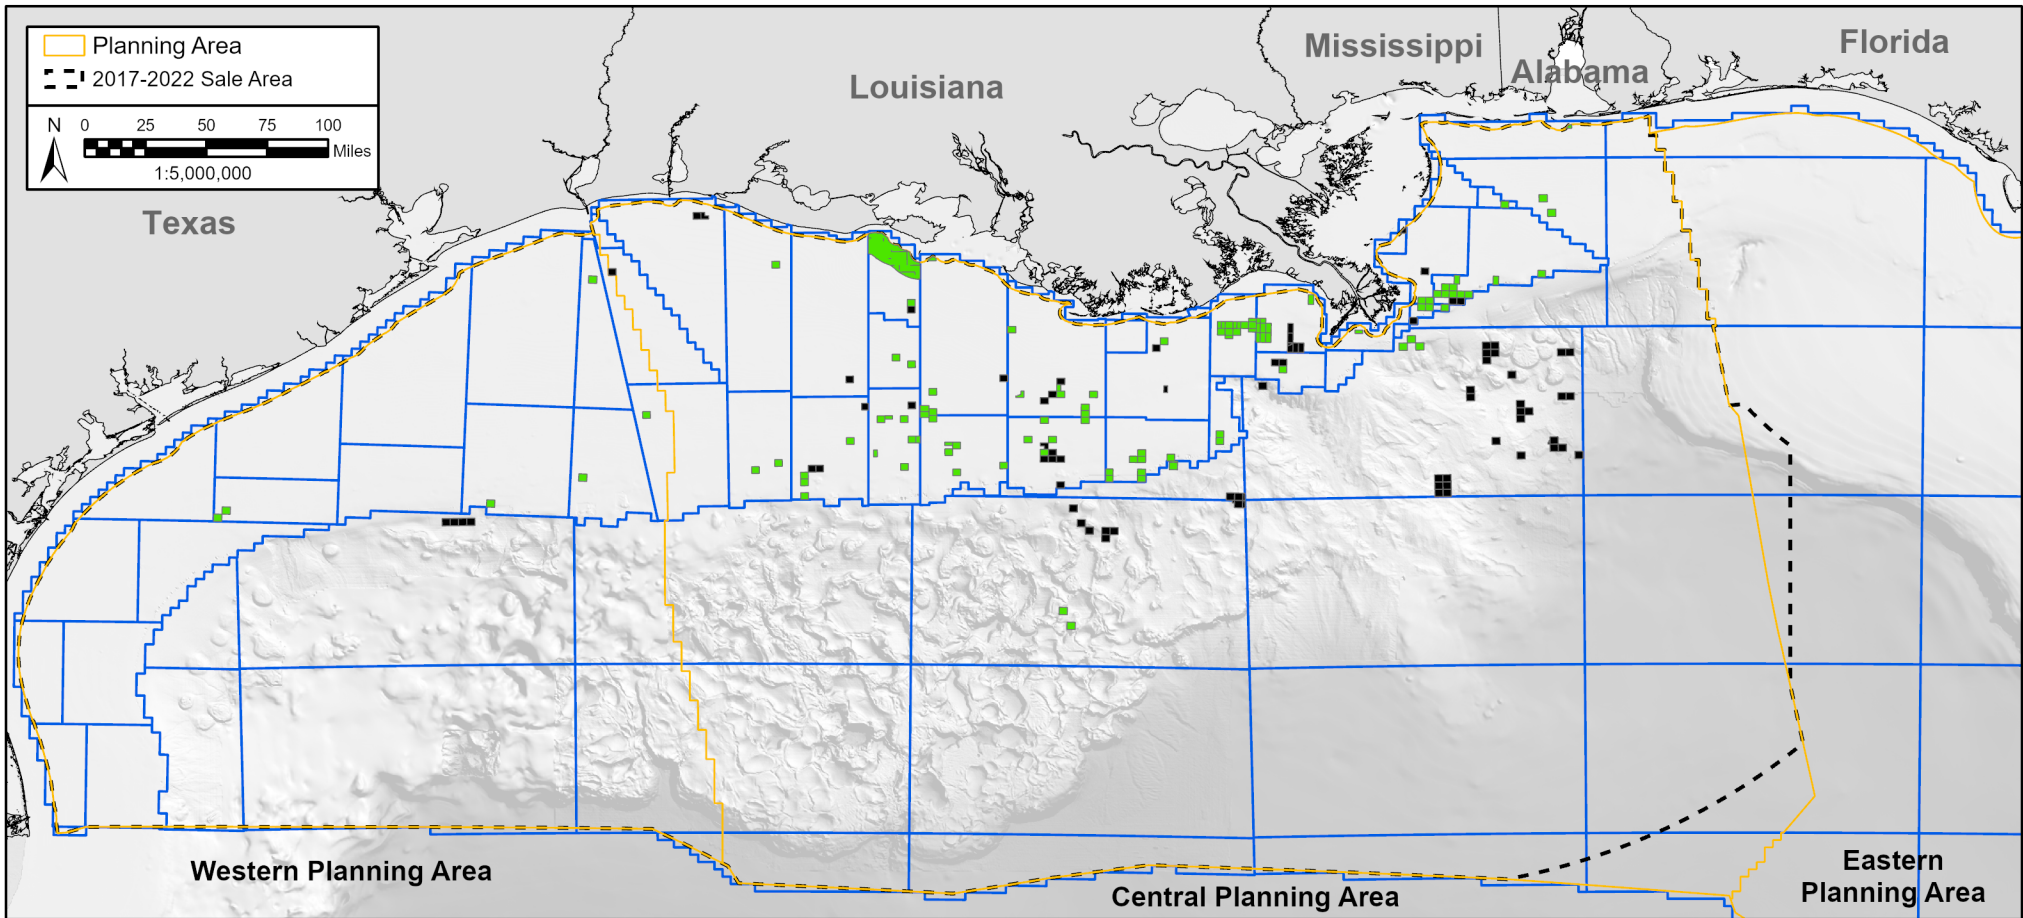 Planning Area
2017-2022 Sale Area
N
0 25 50 75 100
Miles
1:5,000,000
Texas
Louisiana
Mississippi
Alabama
Florida
Western Planning Area
Central Planning Area
Eastern
Planning Area